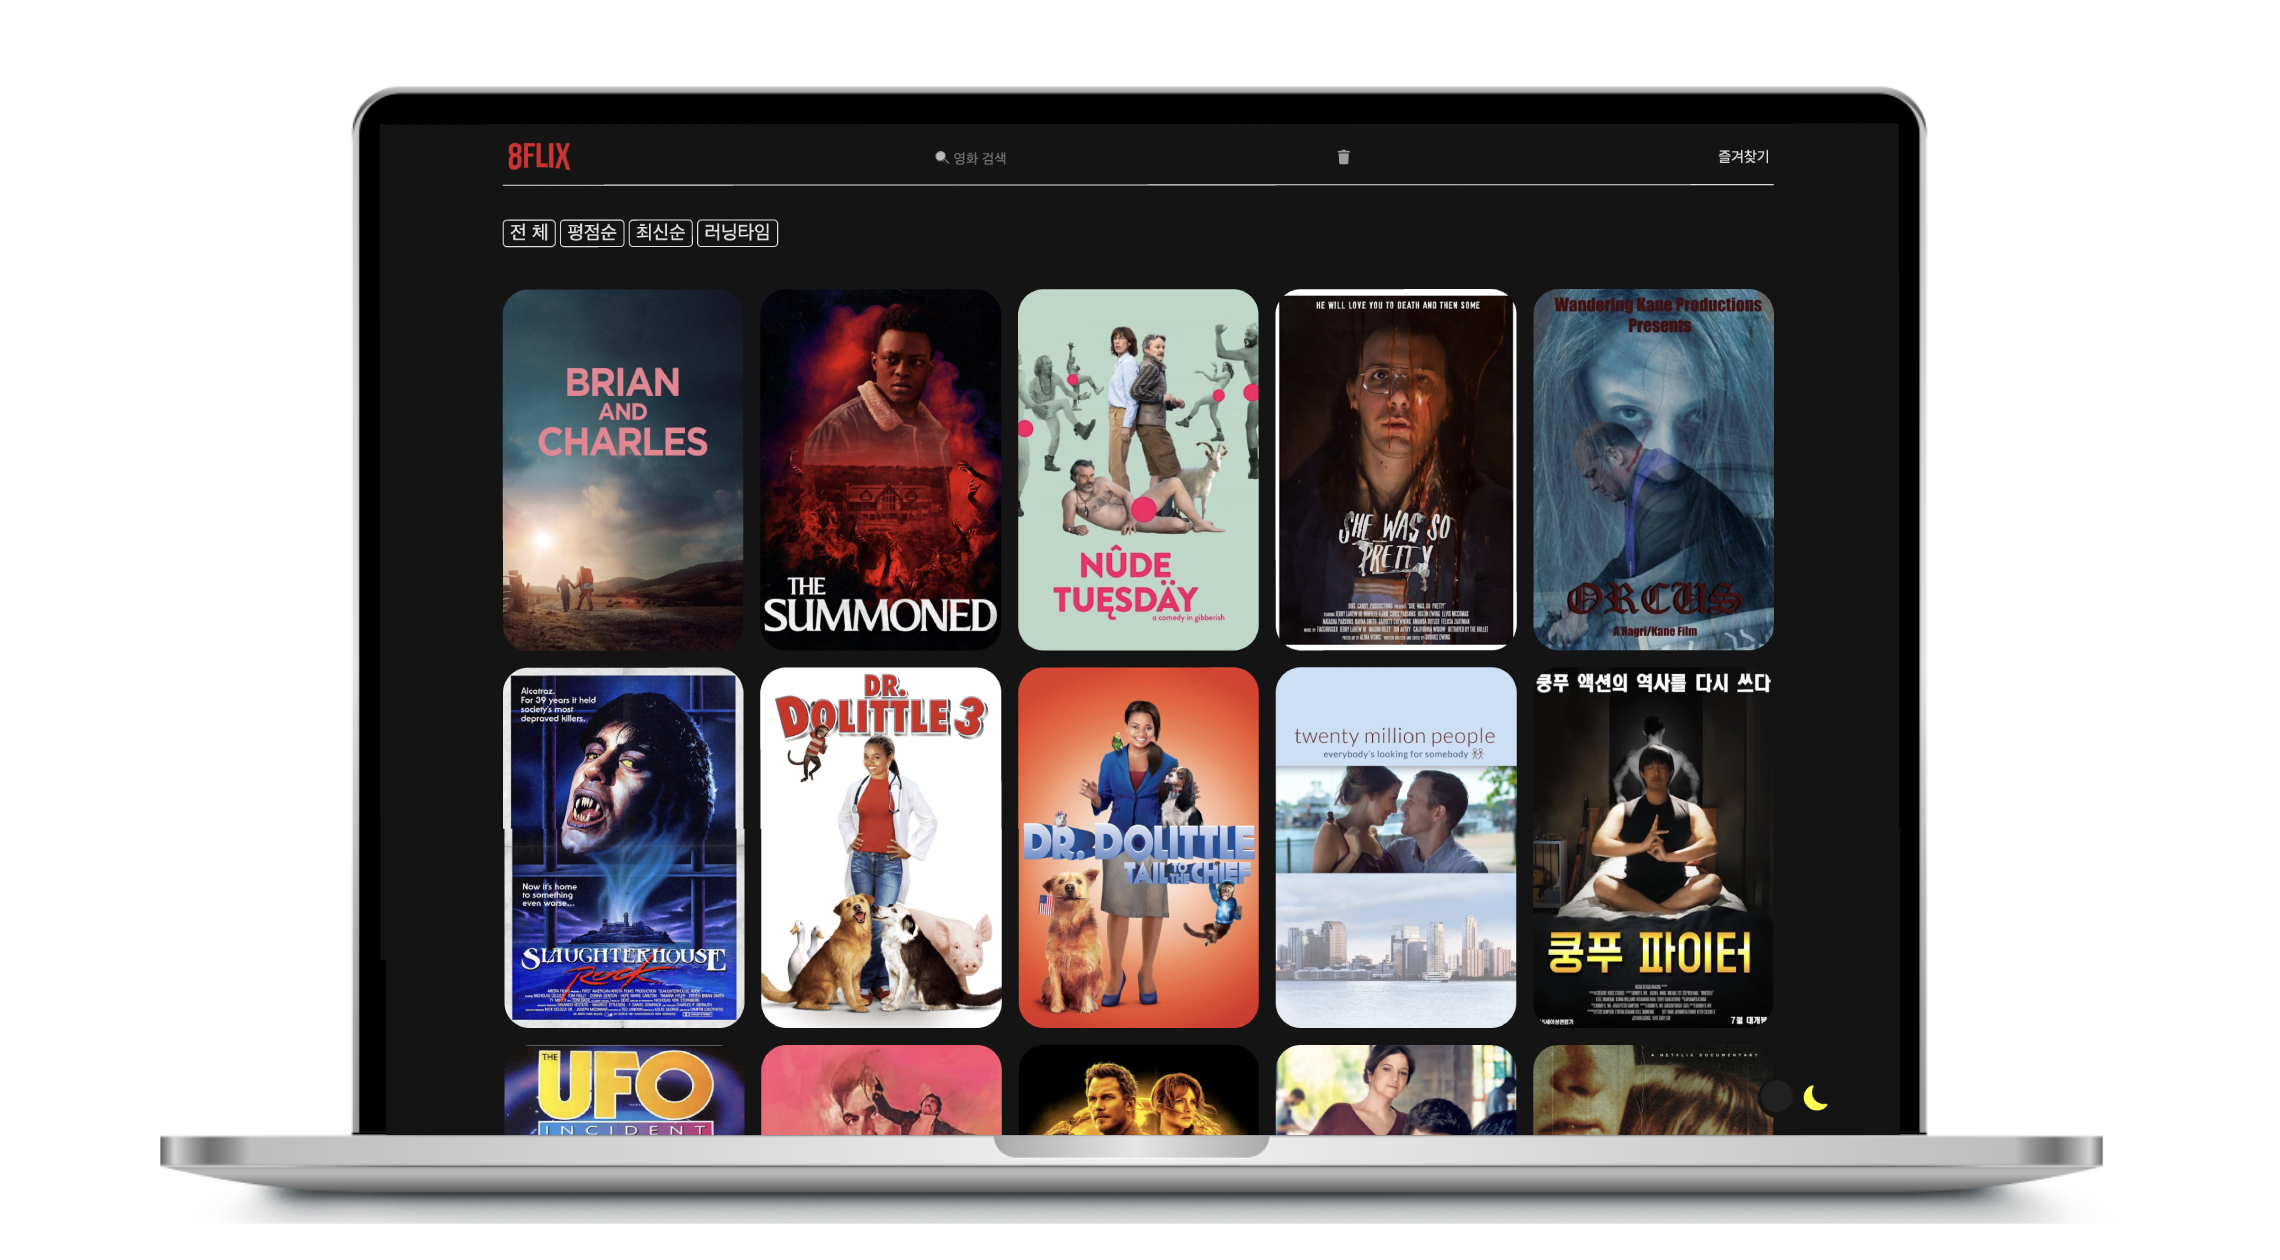 8FLIX
영화 검색
즐겨찾기
전 체
평점순
최신순
러닝타임
BRIAN
AND
CHARLES
THE
SUMMONED
NÛDE
TUĘSDÄY
a comedy in gibberish
HE WILL LOVE YOU TO DEATH AND THEN SOME
SHE WAS SO
PRETTY
Wandering Kane Productions
Presents
ORCUS
A Hagri/Kane Film
Alcatraz.
For 39 years it held
society's most
depraved killers.
Now it's home
to something
even worse...
SLAUGHTERHOUSE
Rock
DR.
DOLITTLE 3
DR. DOLITTLE
TAIL TO THE CHIEF
twenty million people
everybody's looking for somebody
쿵푸 액션의 역사를 다시 쓰다
쿵푸 파이터
7월 대개봉
THE
UFO
INCIDENT
A NETFLIX DOCUMENTARY